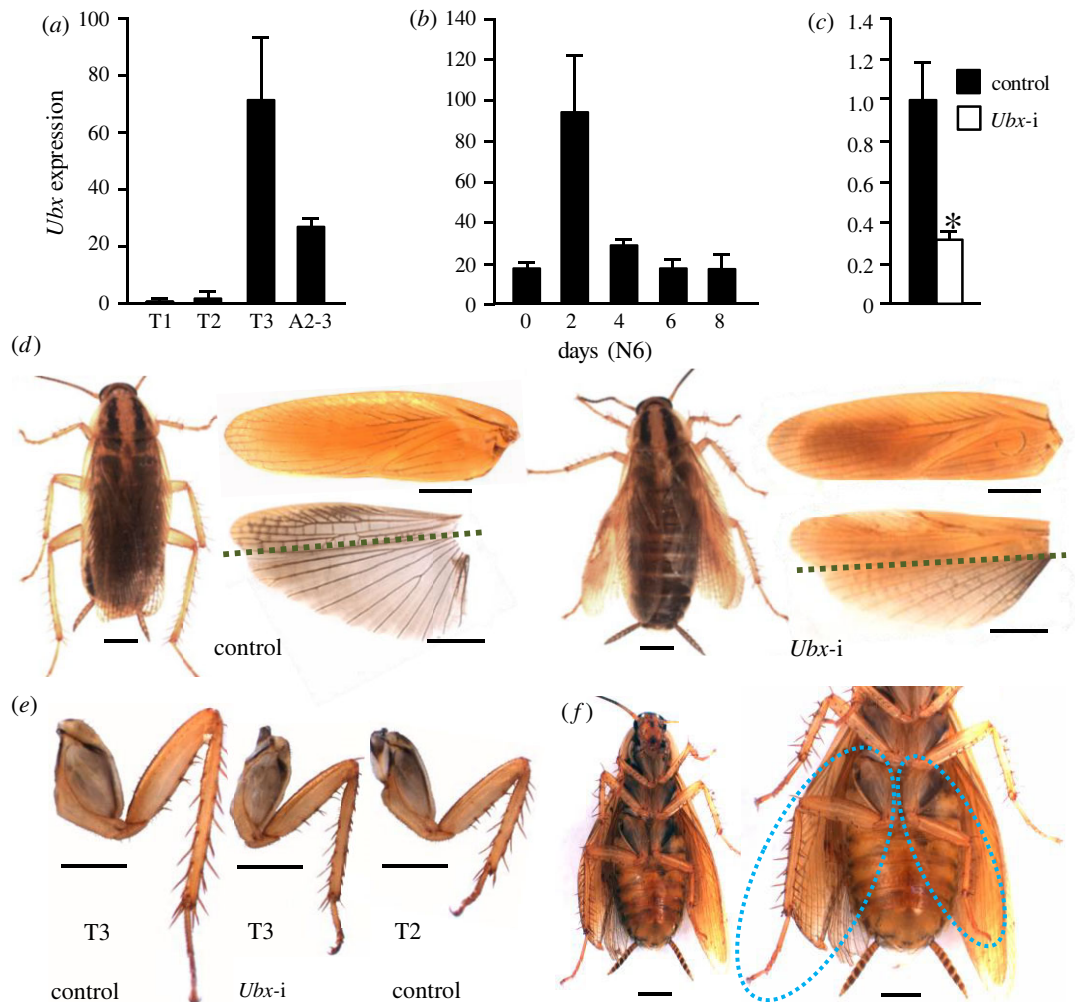 (a)
100
80
60
40
20
0
Ubx expression
T1 T2 T3 A2-3
(b)
140
120
100
80
60
40
20
0
0 2 4 6 8
days (N6)
(c)
1.4
1.2
1.0
0.8
0.6
0.4
0.2
0
*
control
Ubx-i
(d)
control
Ubx-i
(e)
T3 T3 T2
control Ubx-i control
(f)